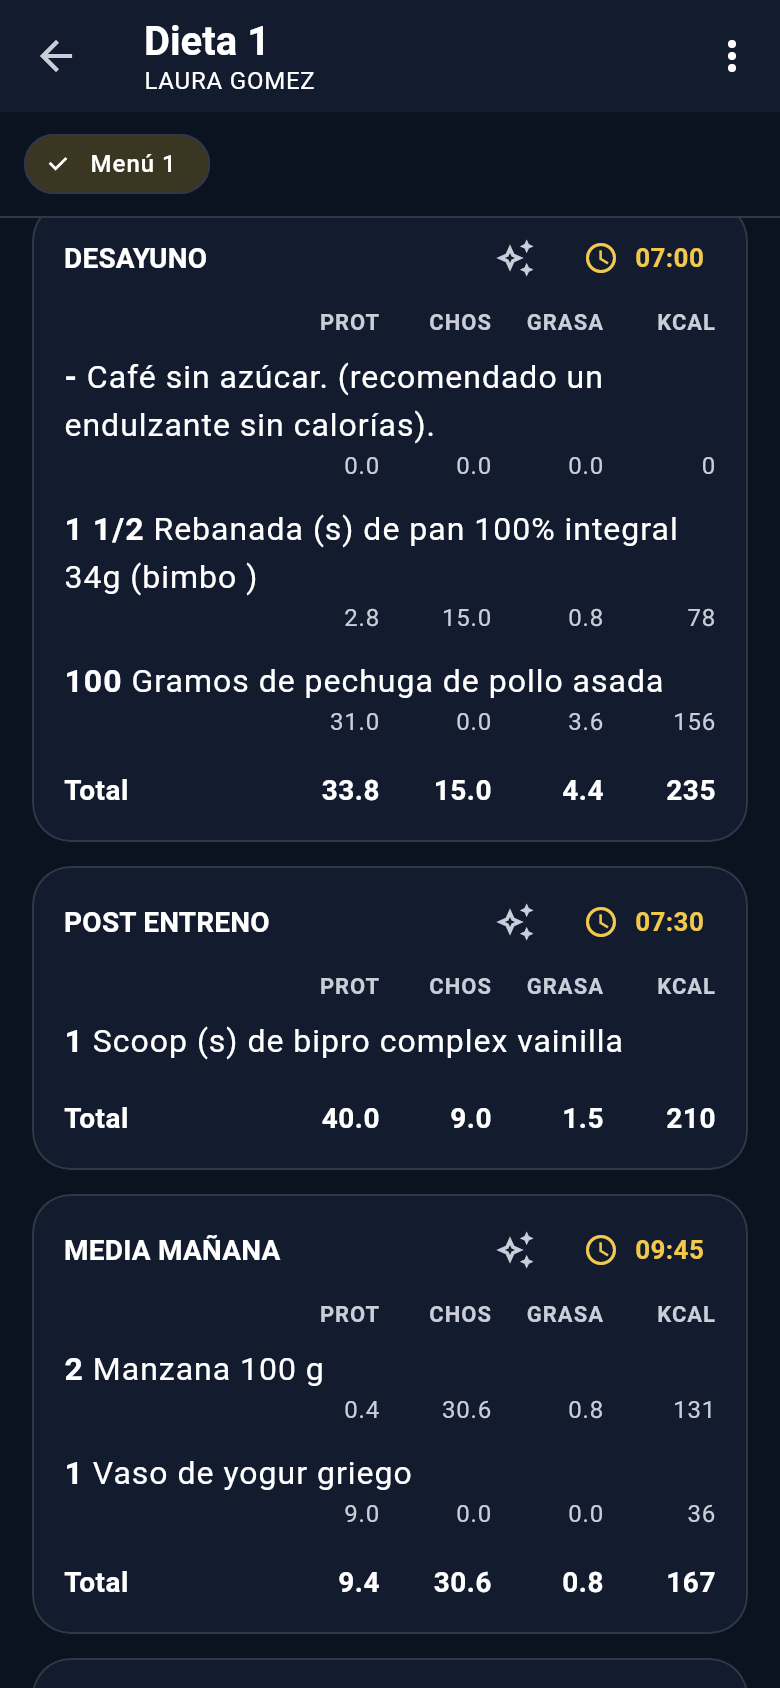 Dieta 1
LAURA GOMEZ
Menú 1
DESAYUNO 07:00
PROT CHOS GRASA KCAL
- Café sin azúcar. (recomendado un
endulzante sin calorías).
0.0 0.0 0.0 0
1 1/2 Rebanada (s) de pan 100% integral
34g (bimbo )
2.8 15.0 0.8 78
100 Gramos de pechuga de pollo asada
31.0 0.0 3.6 156
Total 33.8 15.0 4.4 235
POST ENTRENO 07:30
PROT CHOS GRASA KCAL
1 Scoop (s) de bipro complex vainilla
Total 40.0 9.0 1.5 210
MEDIA MAÑANA 09:45
PROT CHOS GRASA KCAL
2 Manzana 100 g
0.4 30.6 0.8 131
1 Vaso de yogur griego
9.0 0.0 0.0 36
Total 9.4 30.6 0.8 167